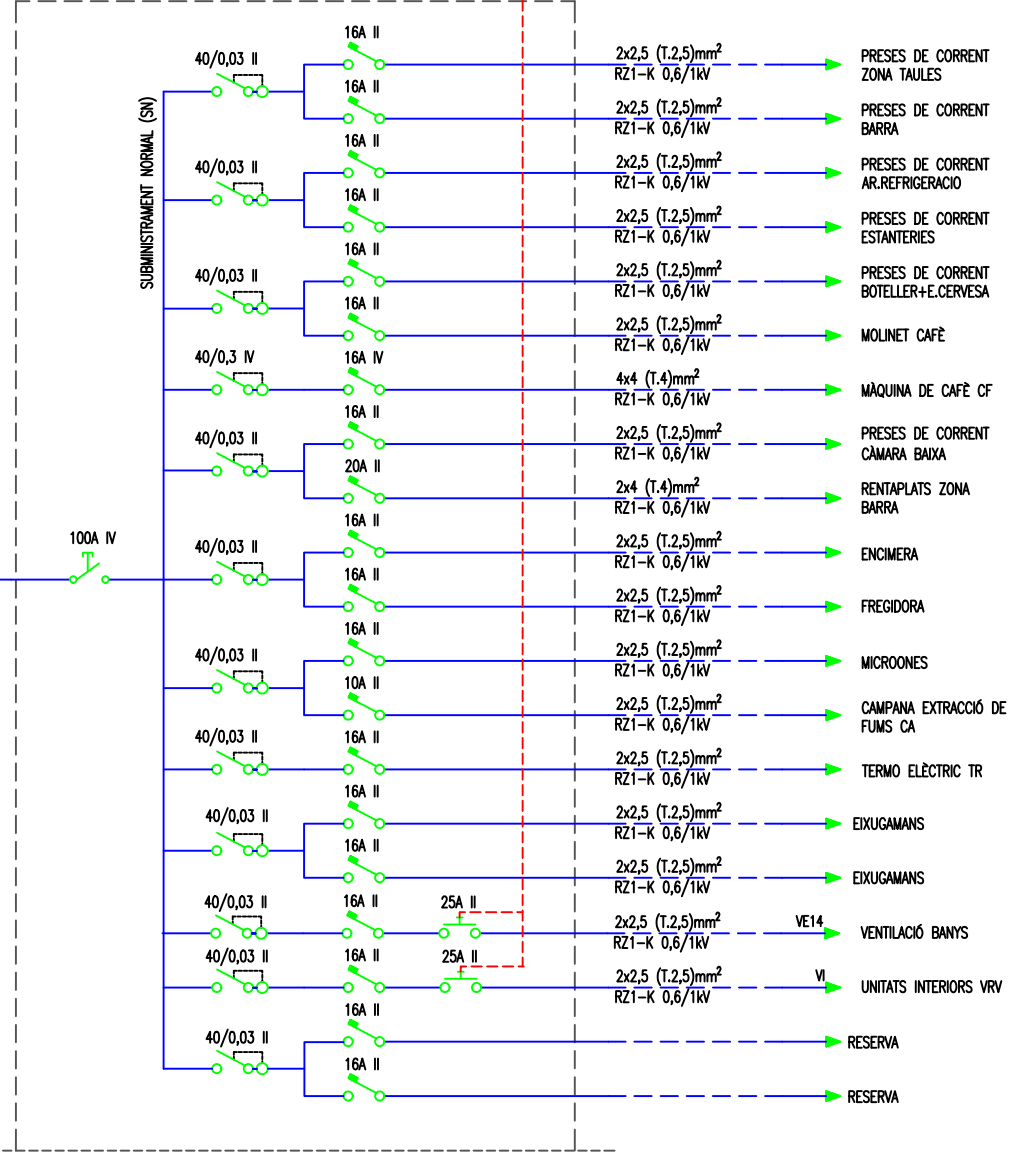 SUBMINISTRAMENT NORMAL (SN)
100A IV
40/0,03 II
16A II
2x2,5 (T.2,5)mm²
RZ1-K 0,6/1kV
PRESES DE CORRENT
ZONA TAULES
16A II
2x2,5 (T.2,5)mm²
RZ1-K 0,6/1kV
PRESES DE CORRENT
BARRA
40/0,03 II
16A II
2x2,5 (T.2,5)mm²
RZ1-K 0,6/1kV
PRESES DE CORRENT
AR.REFRIGERACIO
16A II
2x2,5 (T.2,5)mm²
RZ1-K 0,6/1kV
PRESES DE CORRENT
ESTANTERIES
40/0,03 II
16A II
2x2,5 (T.2,5)mm²
RZ1-K 0,6/1kV
PRESES DE CORRENT
BOTELLER+E.CERVESA
16A II
2x2,5 (T.2,5)mm²
RZ1-K 0,6/1kV
MOLINET CAFÈ
40/0,3 IV
16A IV
4x4 (T.4)mm²
RZ1-K 0,6/1kV
MÀQUINA DE CAFÈ CF
40/0,03 II
16A II
2x2,5 (T.2,5)mm²
RZ1-K 0,6/1kV
PRESES DE CORRENT
CÀMARA BAIXA
20A II
2x4 (T.4)mm²
RZ1-K 0,6/1kV
RENTAPLATS ZONA
BARRA
40/0,03 II
16A II
2x2,5 (T.2,5)mm²
RZ1-K 0,6/1kV
ENCIMERA
16A II
2x2,5 (T.2,5)mm²
RZ1-K 0,6/1kV
FREGIDORA
40/0,03 II
16A II
2x2,5 (T.2,5)mm²
RZ1-K 0,6/1kV
MICROONES
10A II
2x2,5 (T.2,5)mm²
RZ1-K 0,6/1kV
CAMPANA EXTRACCIÓ DE
FUMS CA
40/0,03 II
16A II
2x2,5 (T.2,5)mm²
RZ1-K 0,6/1kV
TERMO ELÈCTRIC TR
40/0,03 II
16A II
2x2,5 (T.2,5)mm²
RZ1-K 0,6/1kV
EIXUGAMANS
16A II
2x2,5 (T.2,5)mm²
RZ1-K 0,6/1kV
EIXUGAMANS
40/0,03 II
16A II
25A II
2x2,5 (T.2,5)mm²
RZ1-K 0,6/1kV
VE14
VENTILACIÓ BANYS
40/0,03 II
16A II
25A II
2x2,5 (T.2,5)mm²
RZ1-K 0,6/1kV
VI
UNITATS INTERIORS VRV
40/0,03 II
16A II
RESERVA
16A II
RESERVA